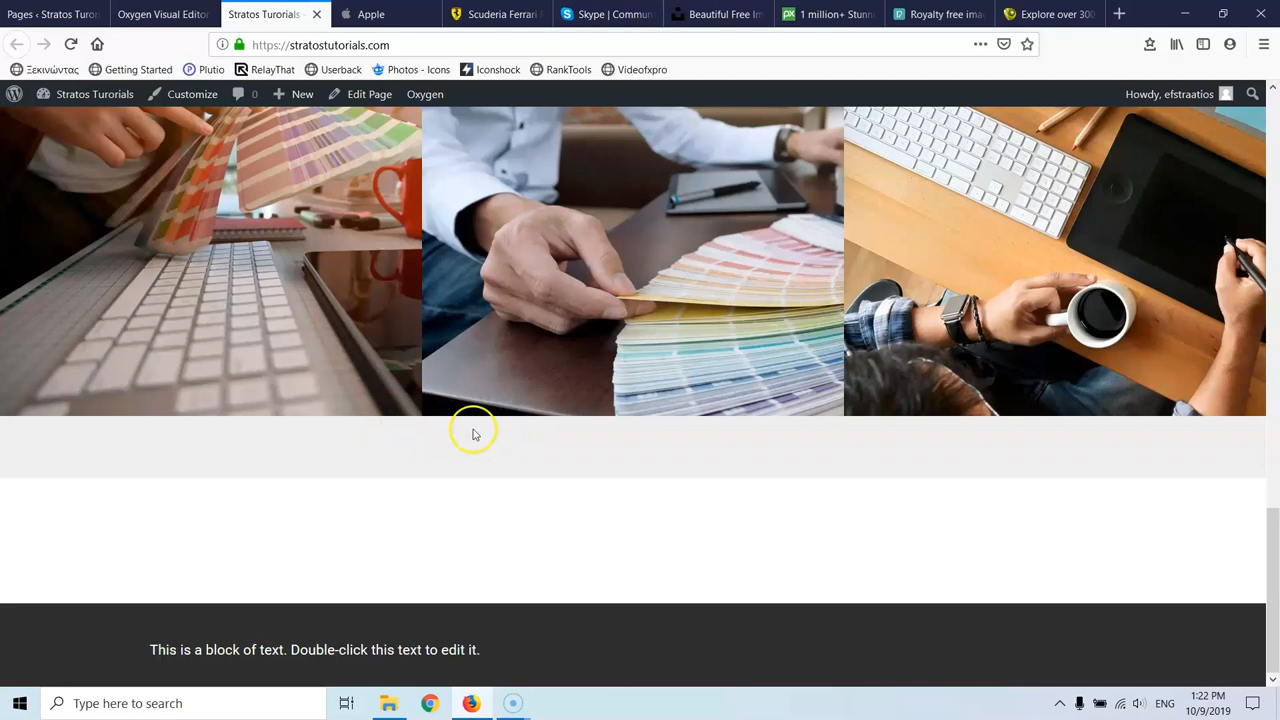 Pages ‹ Stratos Turor
Oxygen Visual Editor
Stratos Turorials -
Apple
Scuderia Ferrari
Skype | Commun
Beautiful Free Im
1 million+ Stunn
Royalty free ima
Explore over 300
https://stratostutorials.com
Ξεκινώντας
Getting Started
Plutio
RelayThat
Userback
Photos - Icons
Iconshock
RankTools
Videofxpro
Stratos Turorials
Customize
0
New
Edit Page
Oxygen
Howdy, efstraatios
This is a block of text. Double-click this text to edit it.
Type here to search
ENG
1:22 PM
10/9/2019